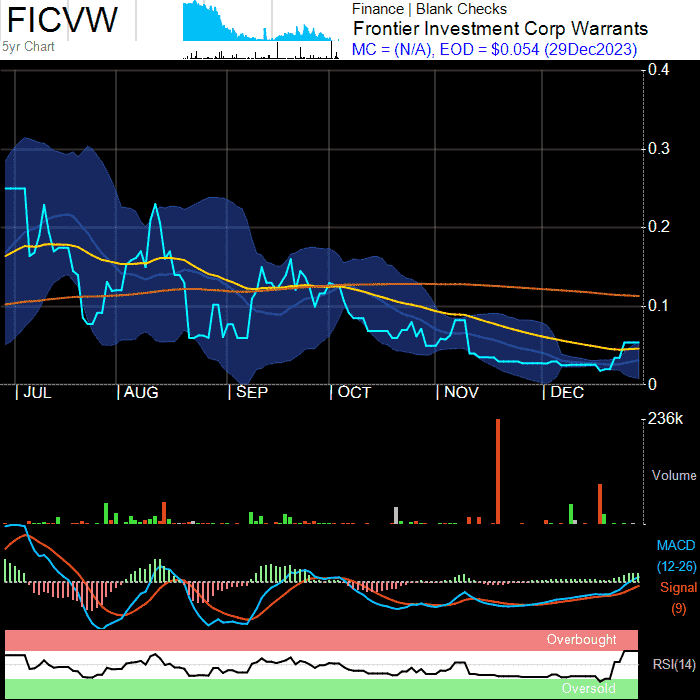 FICVW
5yr Chart
Finance | Blank Checks
Frontier Investment Corp Warrants
MC = (N/A), EOD = $0.054 (29Dec2023)
0.4
0.3
0.2
0.1
0
| JUL | AUG | SEP | OCT | NOV | DEC
236k
Volume
MACD
(12-26)
Signal
(9)
Overbought
RSI(14)
Oversold